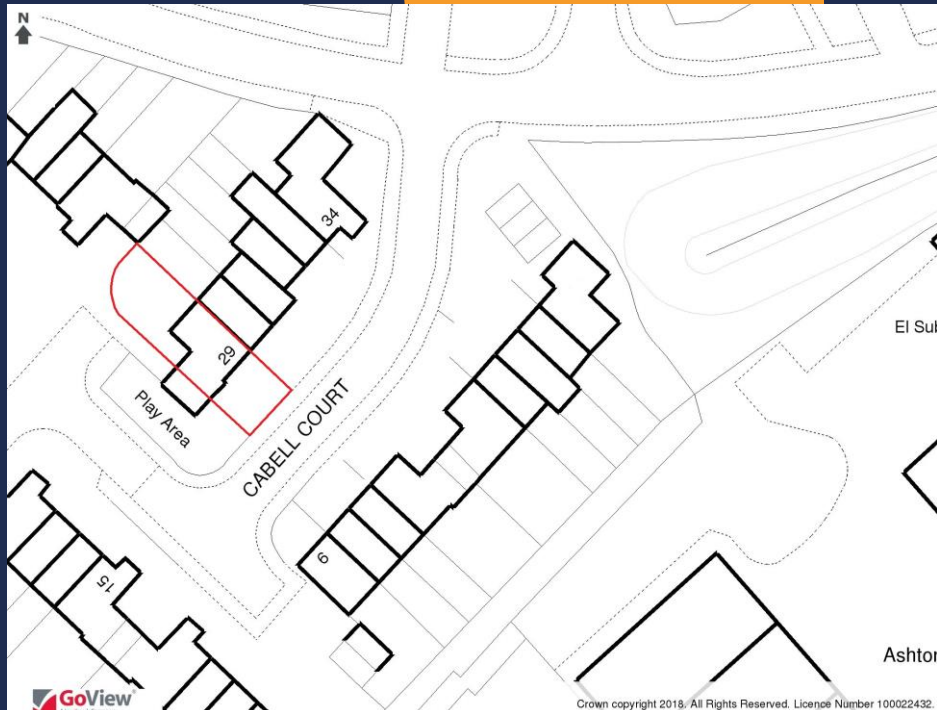 N
34
29
Play Area
CABELL COURT
6
15
El Sub
Ashton
GoView
Crown copyright 2018. All Rights Reserved. Licence Number 100022432.